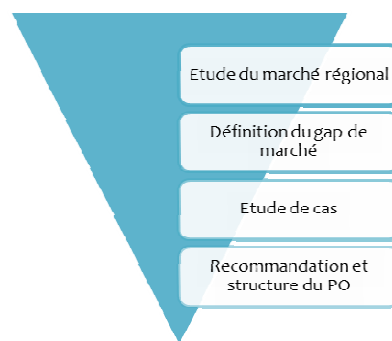 Etude du marché régional
Définition du gap de
marché
Etude de cas
Recommandation et
structure du PO